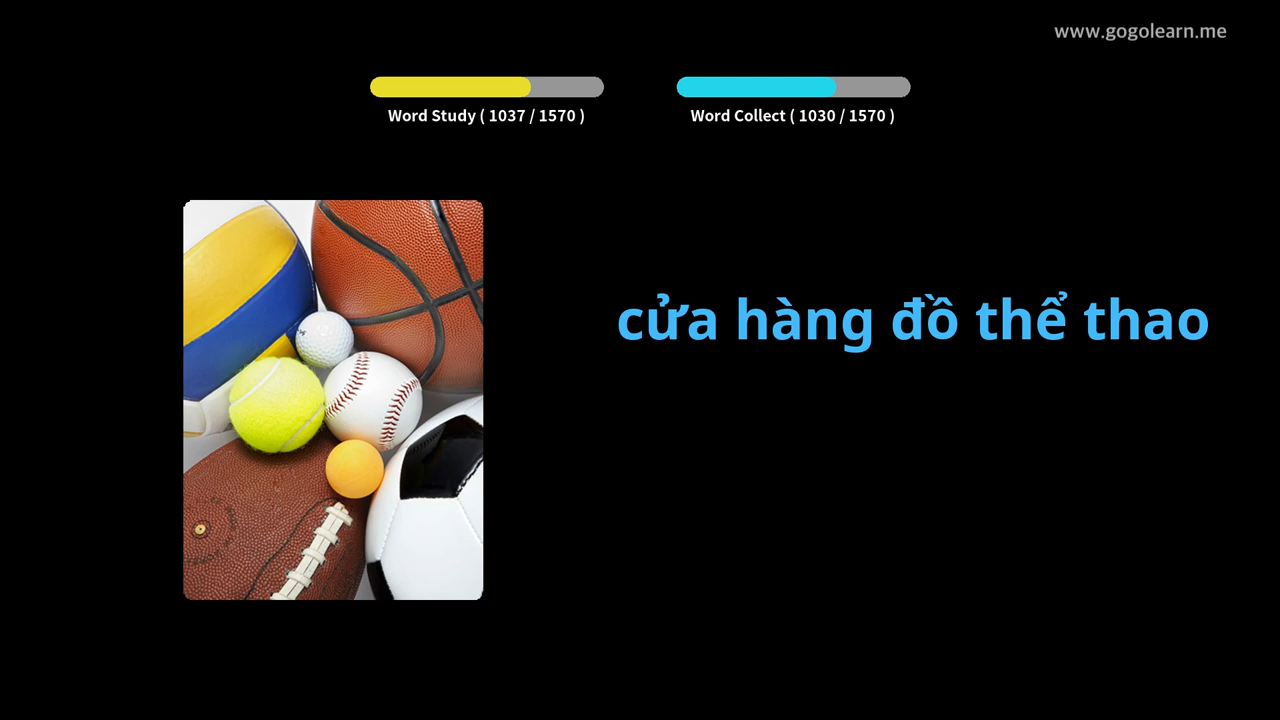 www.gogolearn.me
Word Study ( 1037 / 1570 )
Word Collect ( 1030 / 1570 )
cửa hàng đồ thể thao